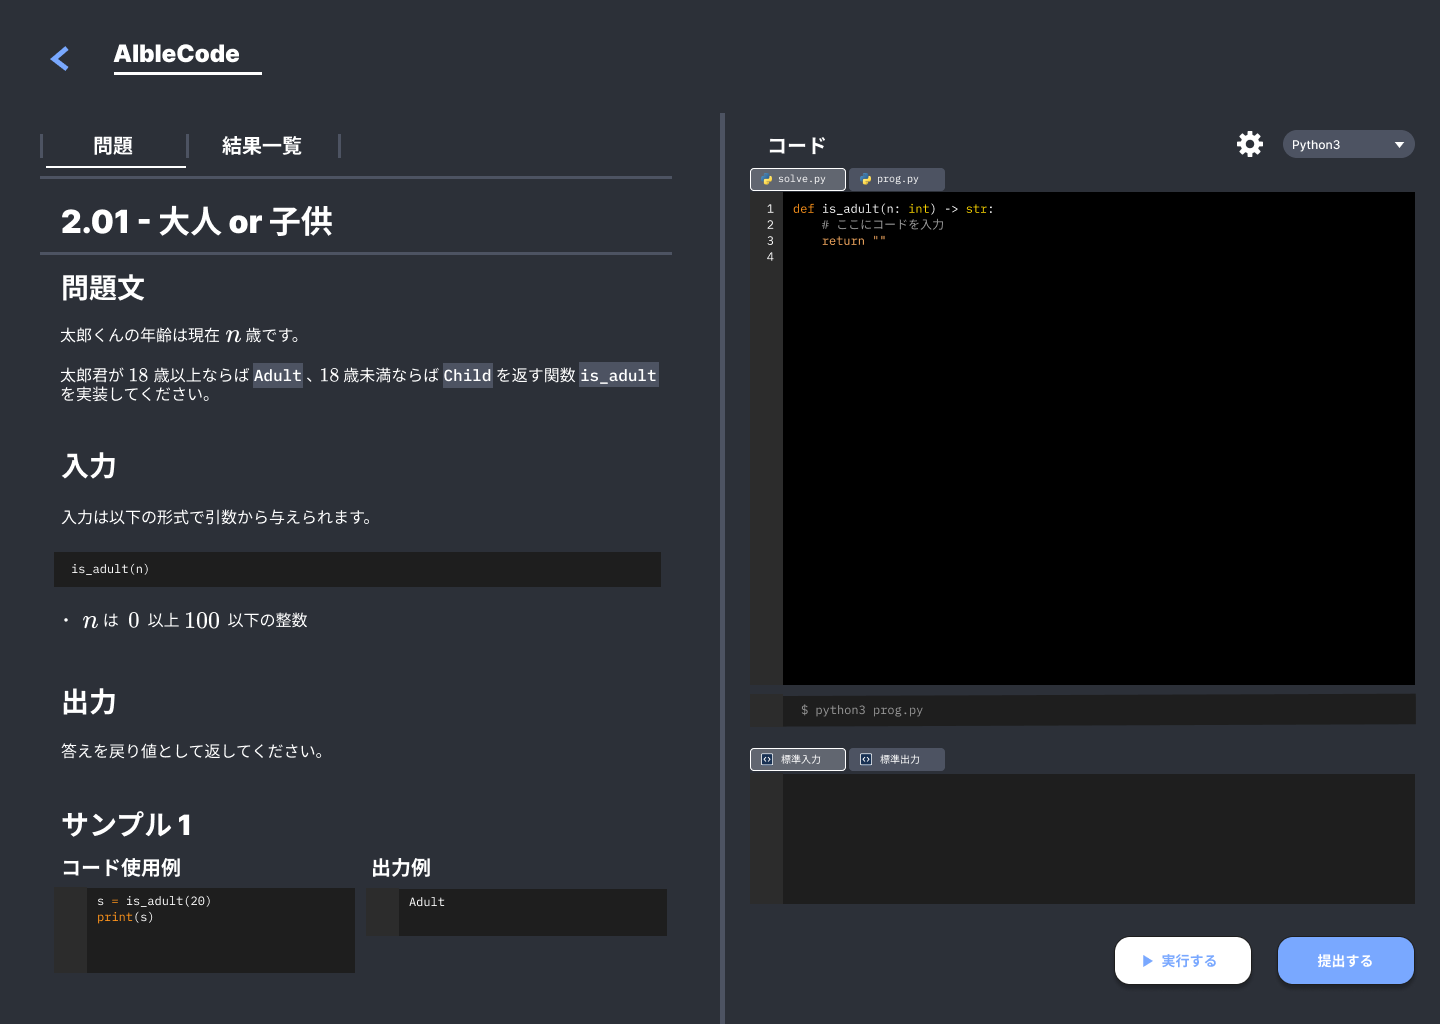 AIbleCode
問題
結果一覧
2.01 - 大人 or 子供
問題文
太郎くんの年齢は現在 n 歳です。
太郎君が 18 歳以上ならば Adult 、18 歳未満ならば Child を返す関数 is_adult
を実装してください。
入力
入力は以下の形式で引数から与えられます。
is_adult(n)
・ n は 0 以上 100 以下の整数
出力
答えを戻り値として返してください。
サンプル 1
コード使用例
s = is_adult(20)
print(s)
出力例
Adult
コード
Python3
solve.py
prog.py
1 def is_adult(n: int) -> str:
2 # ここにコードを入力
3 return ""
4
$ python3 prog.py
標準入力
標準出力
実行する
提出する